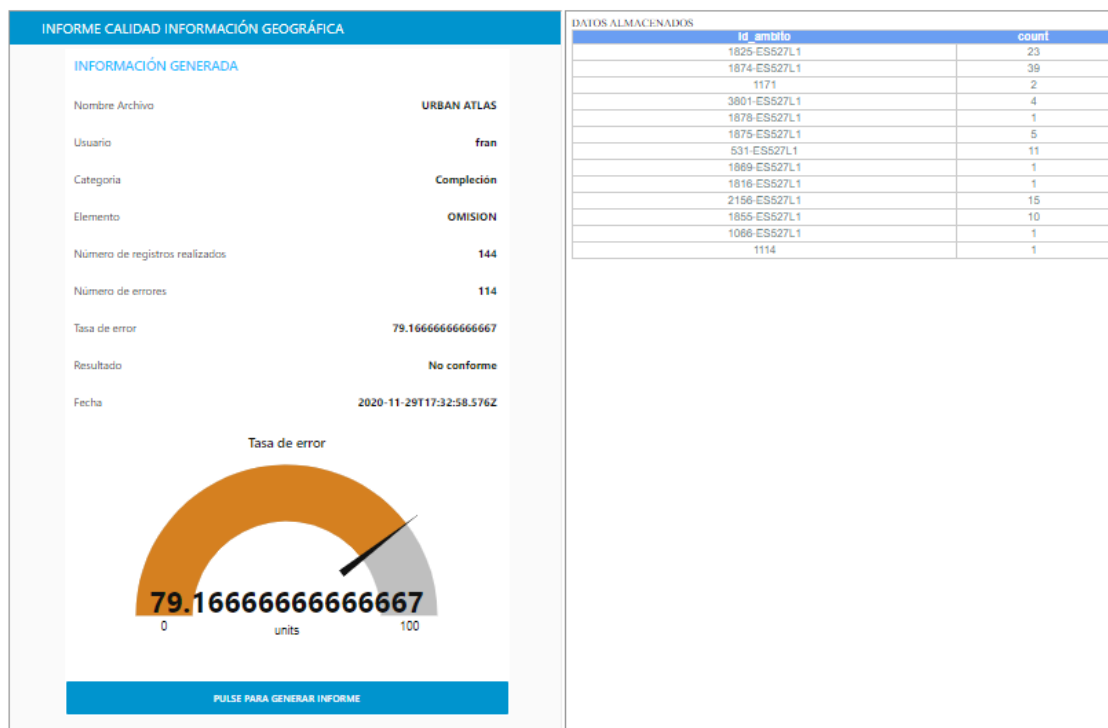 INFORME CALIDAD INFORMACIÓN GEOGRÁFICA
INFORMACIÓN GENERADA
Nombre Archivo URBAN ATLAS
Usuario fran
Categoria Compleción
Elemento OMISION
Número de registros realizados 144
Número de errores 114
Tasa de error 79.16666666666667
Resultado No conforme
Fecha 2020-11-29T17:32:58.576Z
Tasa de error
79.16666666666667
0 units 100
PULSE PARA GENERAR INFORME
DATOS ALMACENADOS
id_ambito count
1825-ES527L1 23
1874-ES527L1 39
1171 2
3801-ES527L1 4
1878-ES527L1 1
1875-ES527L1 5
531-ES527L1 11
1869-ES527L1 1
1816-ES527L1 1
2156-ES527L1 15
1855-ES527L1 10
1066-ES527L1 1
1114 1